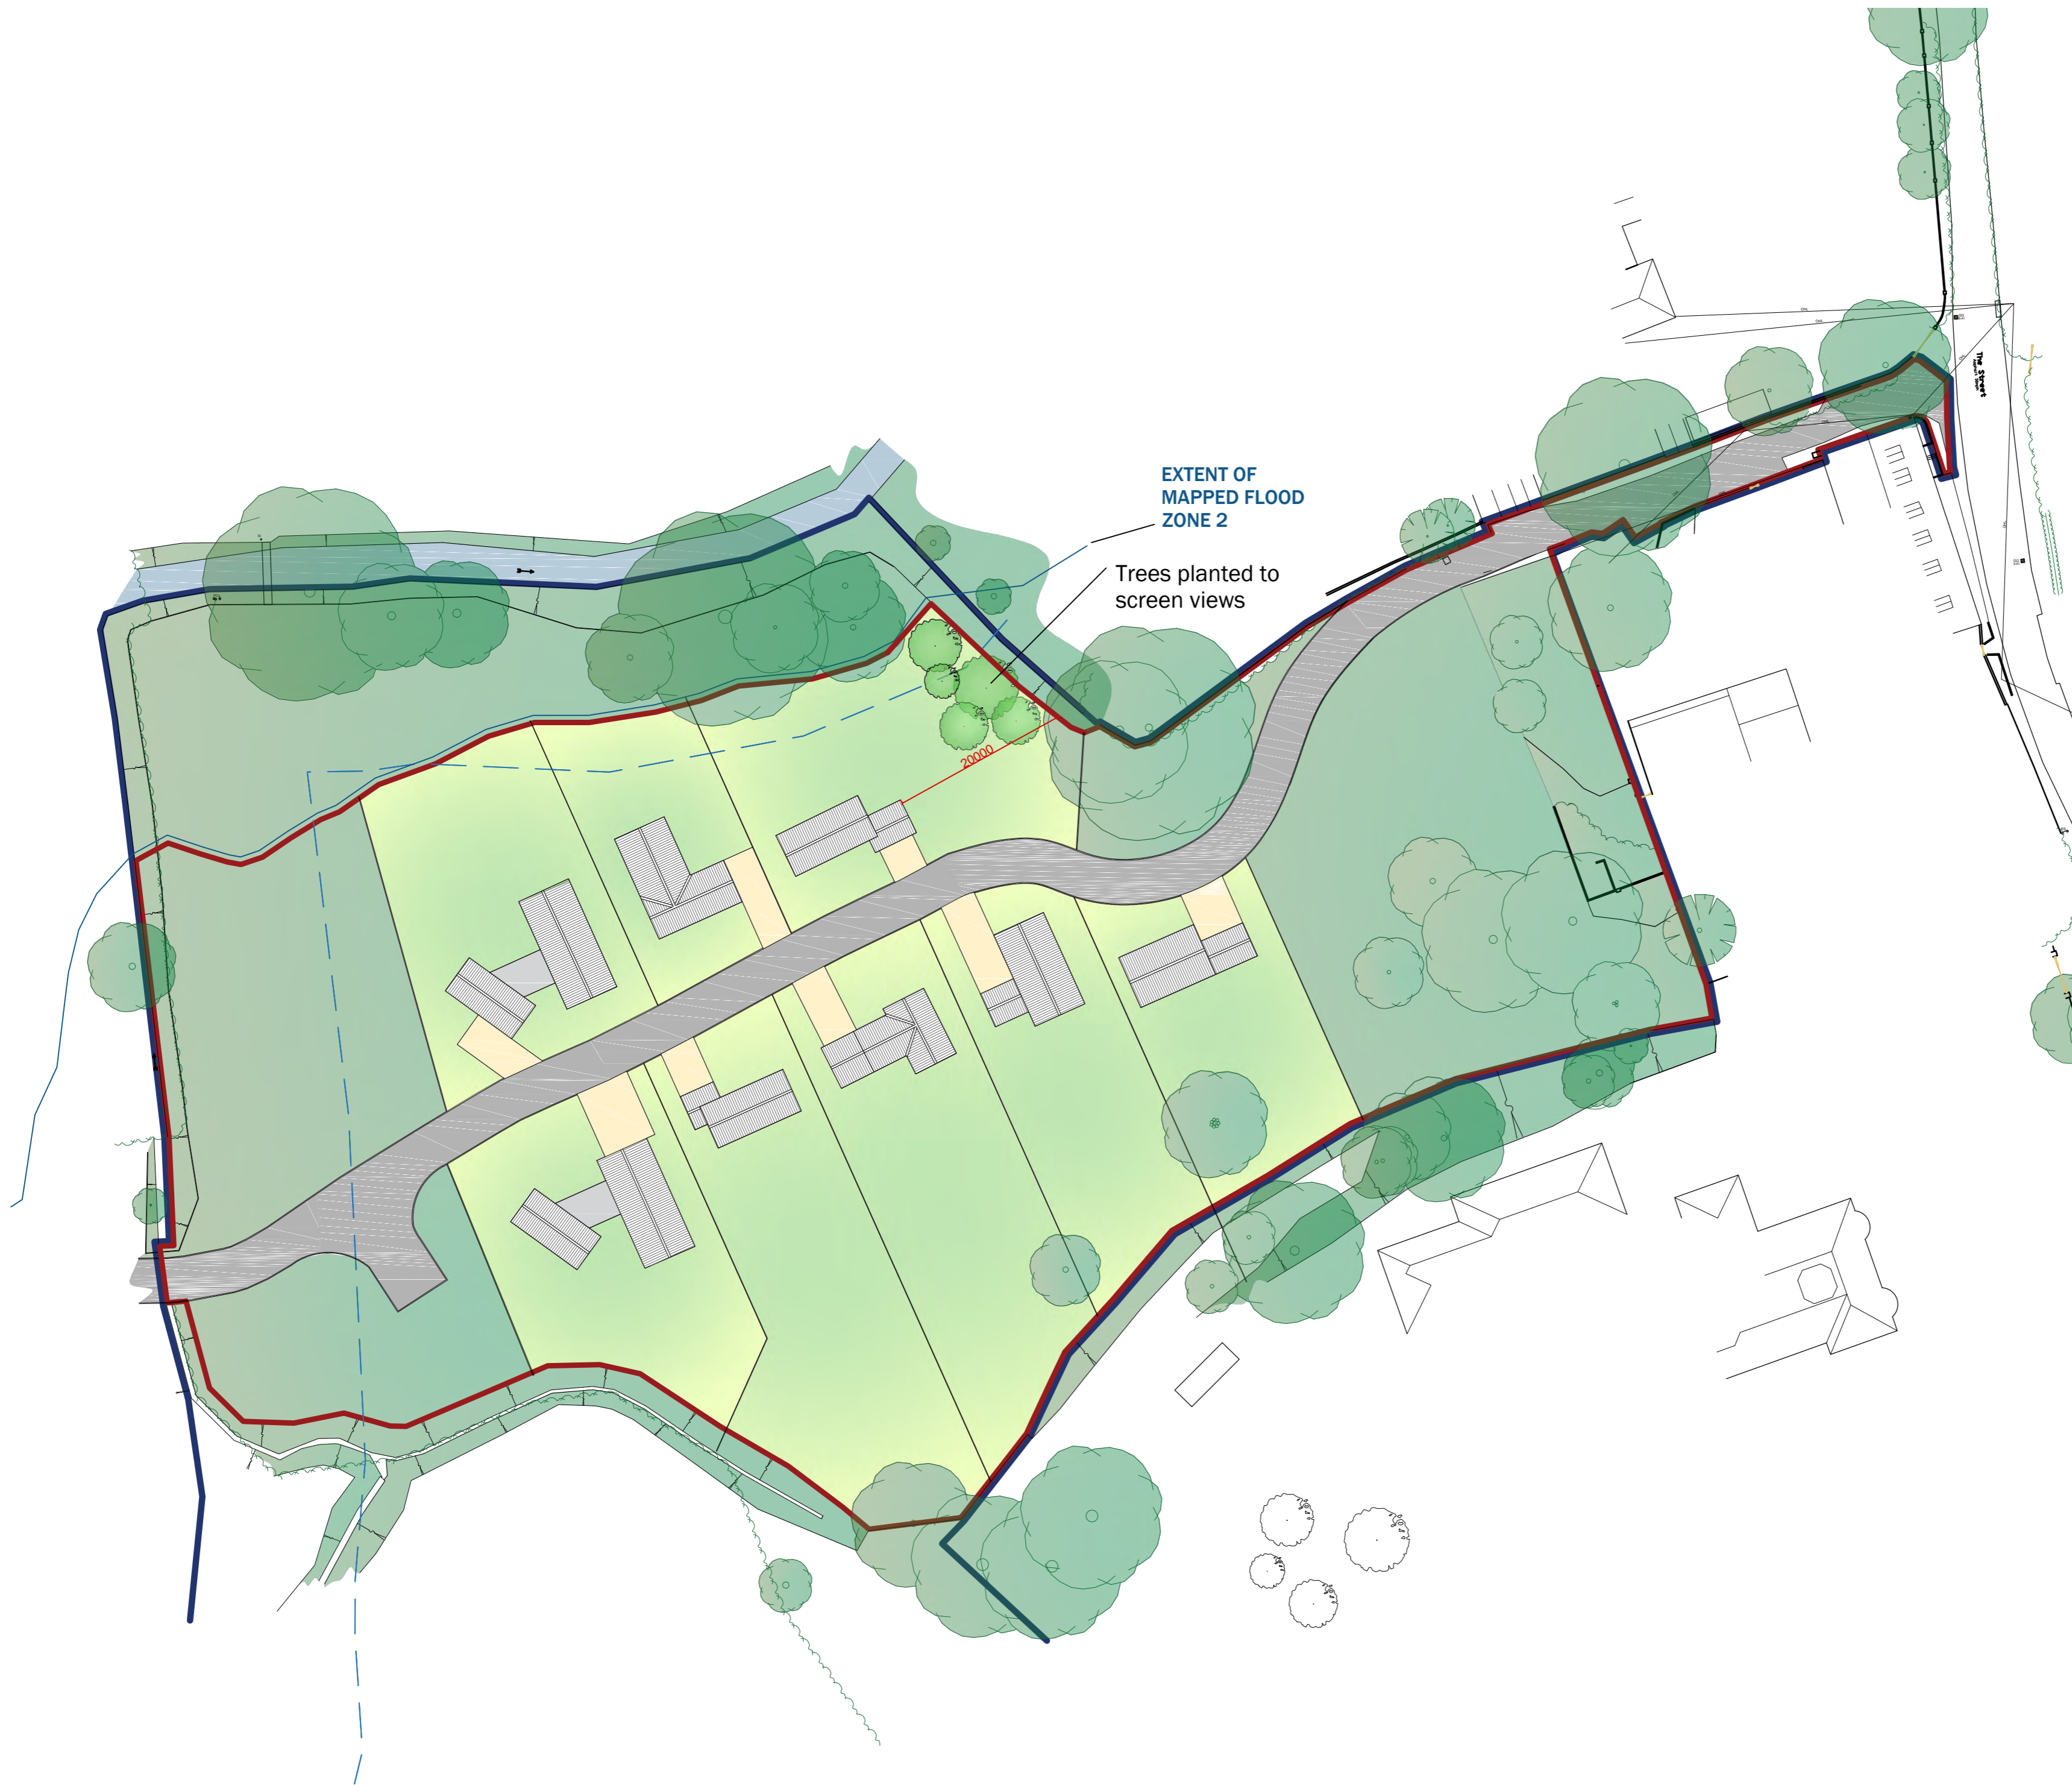 EXTENT OF
MAPPED FLOOD
ZONE 2
Trees planted to
screen views
20000
The Street